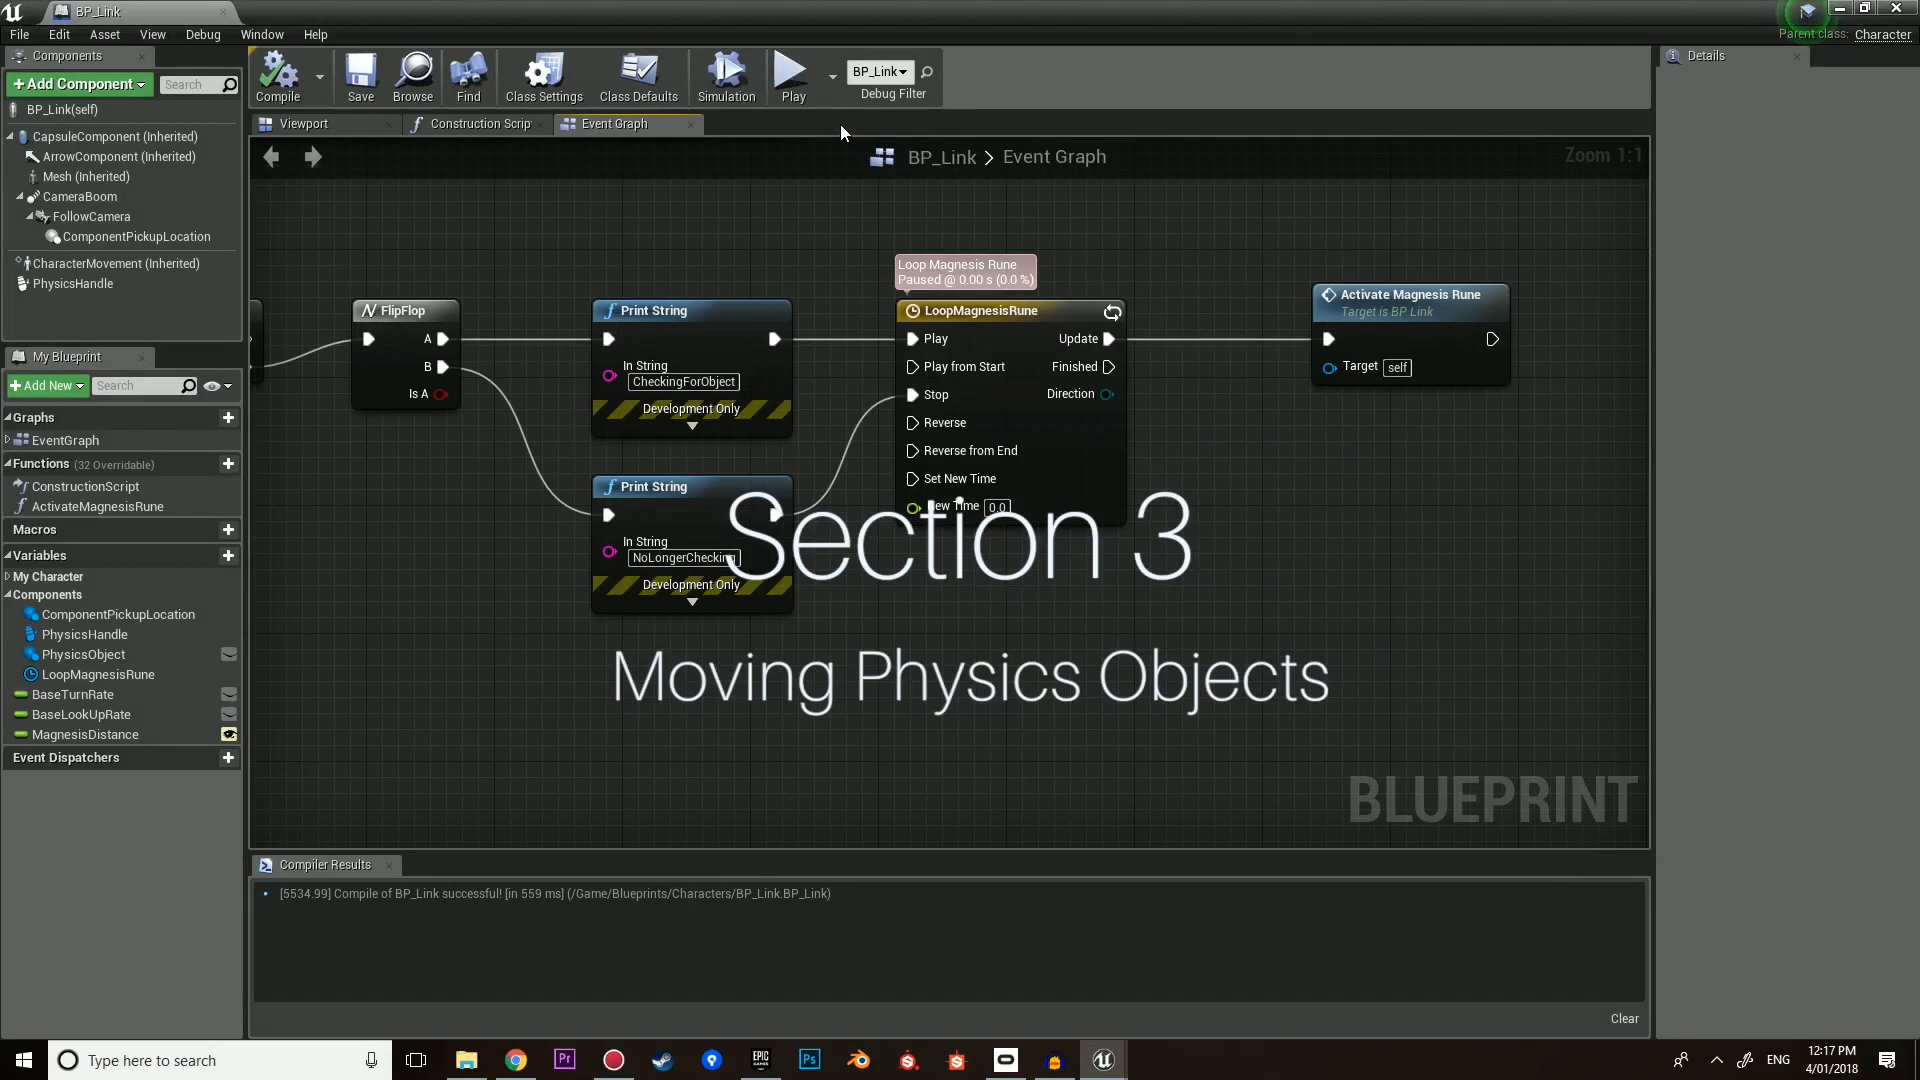 BP_Link
File Edit Asset View Debug Window Help
Parent class: Character
Components
+Add Component
Search
BP_Link(self)
CapsuleComponent (Inherited)
ArrowComponent (Inherited)
Mesh (Inherited)
CameraBoom
FollowCamera
ComponentPickupLocation
CharacterMovement (Inherited)
PhysicsHandle
My Blueprint
+Add New
Search
Graphs
EventGraph
Functions (32 Overridable)
ConstructionScript
ActivateMagnesisRune
Macros
Variables
My Character
Components
ComponentPickupLocation
PhysicsHandle
PhysicsObject
LoopMagnesisRune
BaseTurnRate
BaseLookUpRate
MagnesisDistance
Event Dispatchers
Compile
Save
Browse
Find
Class Settings
Class Defaults
Simulation
Play
BP_Link
Debug Filter
Viewport
Construction Scrip
Event Graph
BP_Link > Event Graph
Zoom 1:1
FlipFlop
A
B
Is A
Print String
In String
CheckingForObject
Development Only
Print String
In String
NoLongerChecking
Development Only
Loop Magnesis Rune
Paused @ 0.00 s (0.0 %)
LoopMagnesisRune
Play Update
Play from Start Finished
Stop Direction
Reverse
Reverse from End
Set New Time
New Time 0.0
Activate Magnesis Rune
Target is BP Link
Target self
Section 3
Moving Physics Objects
BLUEPRINT
Compiler Results
[5534.99] Compile of BP_Link successful! [in 559 ms] (/Game/Blueprints/Characters/BP_Link.BP_Link)
Clear
Details
Type here to search
Pr
EPIC GAMES
Ps
ENG
12:17 PM
4/01/2018